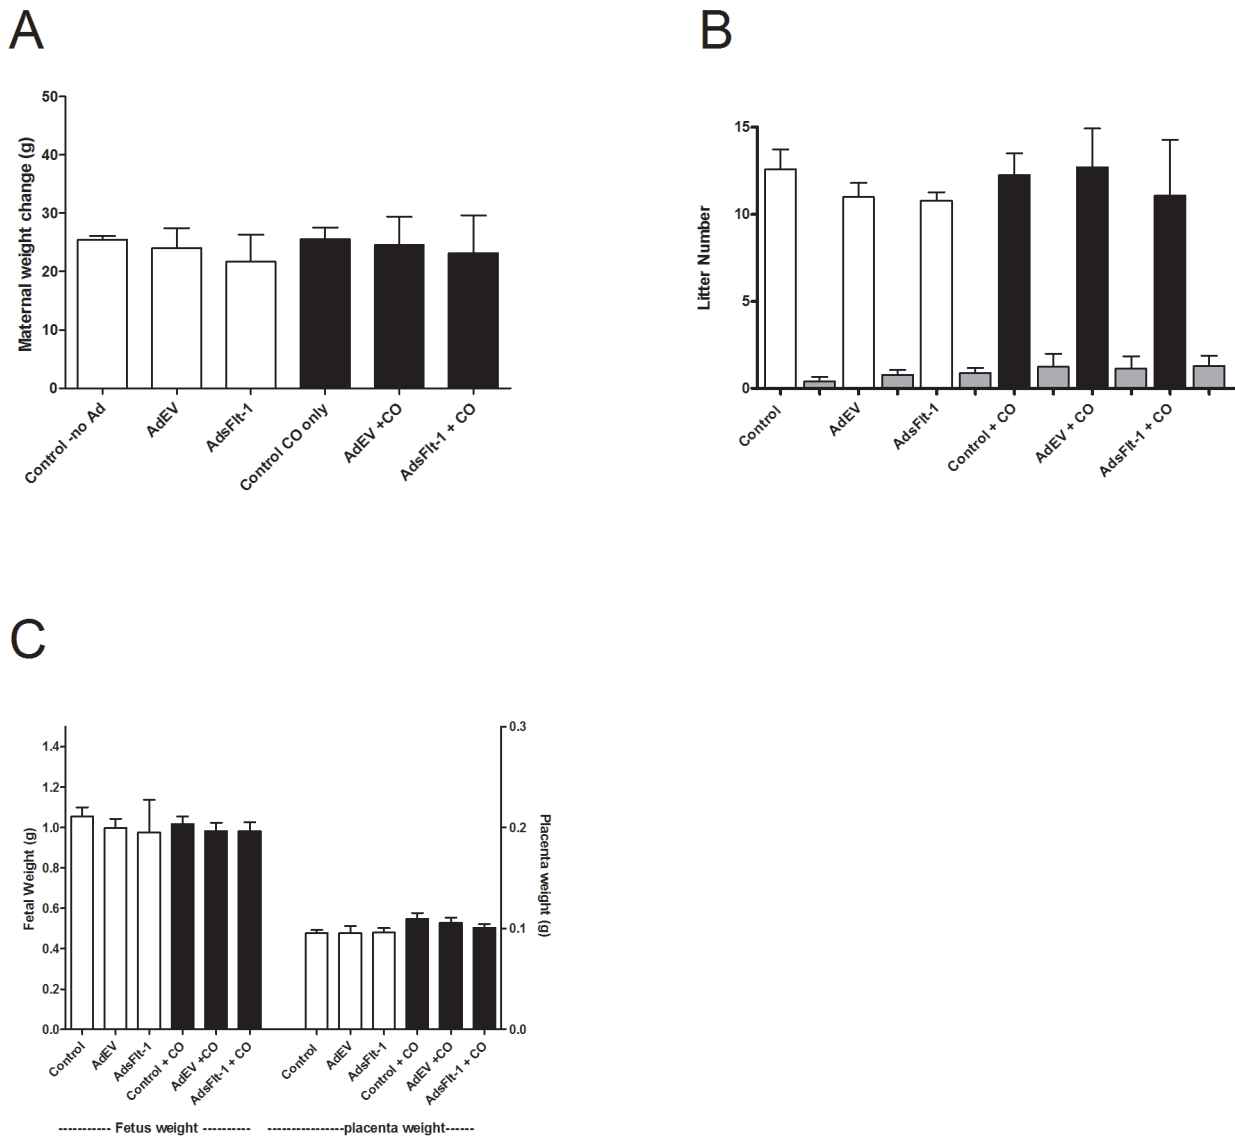 A
50
40
30
20
10
0
Maternal weight change (g)
Control -no Ad
AdEV
AdsFlt-1
Control CO only
AdEV +CO
AdsFlt-1 + CO
B
15
10
5
0
Litter Number
Control
AdEV
AdsFlt-1
Control + CO
AdEV + CO
AdsFlt-1 + CO
C
1.4
1.2
1.0
0.8
0.6
0.4
0.2
0.0
Fetal Weight (g)
0.3
0.2
0.1
0.0
Placenta weight (g)
Control
AdEV
AdsFlt-1
Control + CO
AdEV +CO
AdsFlt-1 + CO
Control
AdEV
AdsFlt-1
Control + CO
AdEV +CO
AdsFlt-1 + CO
----------- Fetus weight ----------
----------------placenta weight------